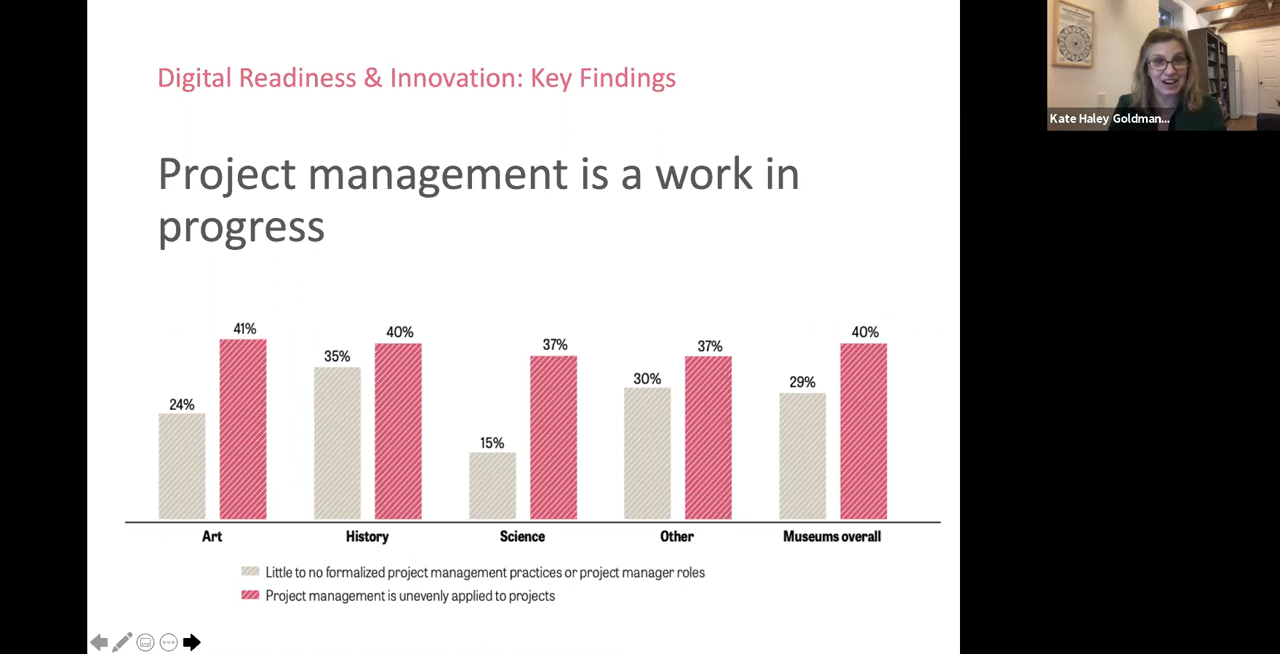 Digital Readiness & Innovation: Key Findings
Kate Haley Goldman...
Project management is a work in
progress
41%
40%
37%
37%
40%
35%
30%
29%
24%
15%
Art
History
Science
Other
Museums overall
Little to no formalized project management practices or project manager roles
Project management is unevenly applied to projects